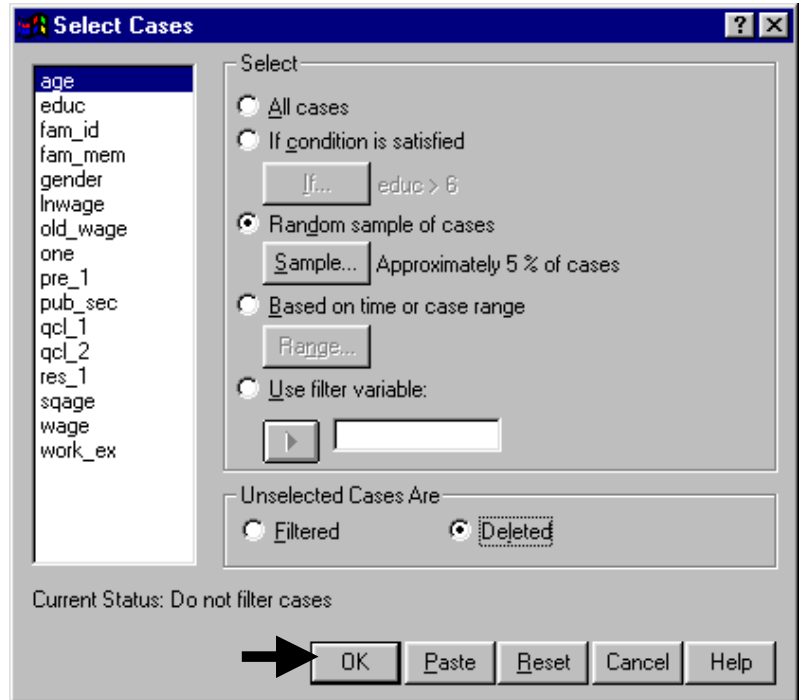 Select Cases
age
educ
fam_id
fam_mem
gender
lnwage
old_wage
one
pre_1
pub_sec
qcl_1
qcl_2
res_1
sqage
wage
work_ex
Select
All cases
If condition is satisfied
If... educ > 6
Random sample of cases
Sample... Approximately 5 % of cases
Based on time or case range
Range...
Use filter variable:
Unselected Cases Are
Filtered Deleted
Current Status: Do not filter cases
OK Paste Reset Cancel Help